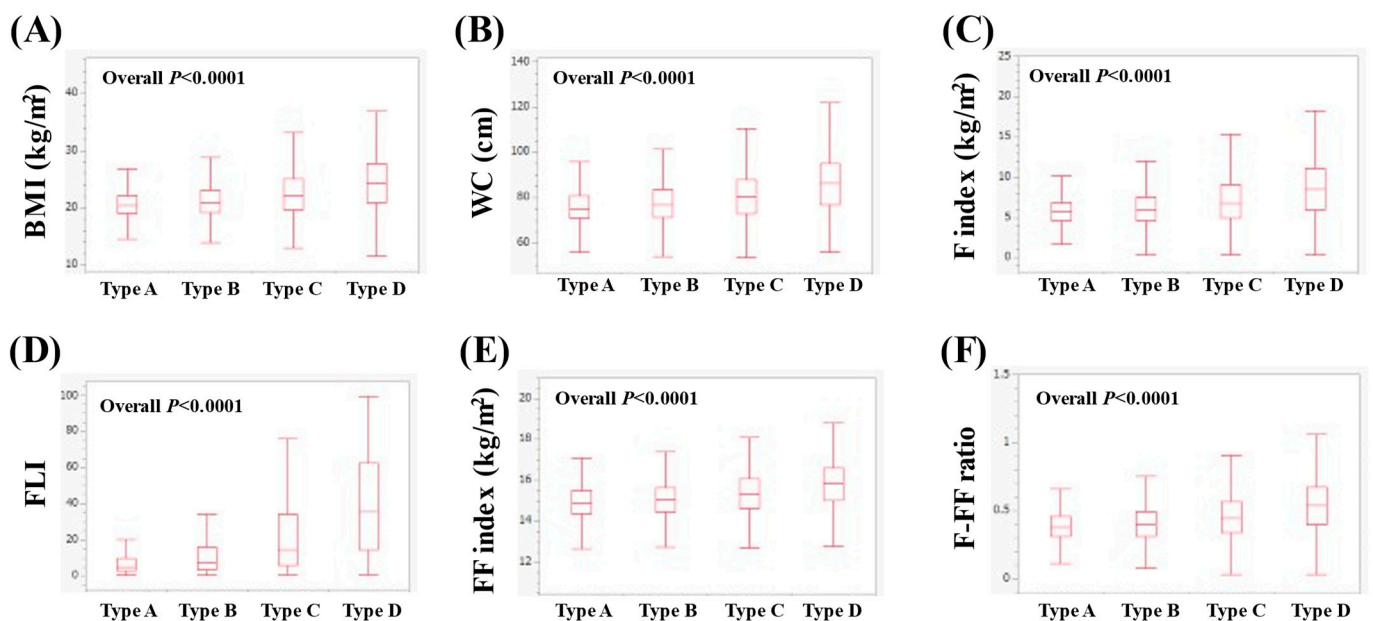 (A)
BMI (kg/m²)
Overall P<0.0001
40
30
20
10
Type A Type B Type C Type D
(B)
WC (cm)
Overall P<0.0001
140
120
100
80
60
Type A Type B Type C Type D
(C)
F index (kg/m²)
Overall P<0.0001
25
20
15
10
5
0
Type A Type B Type C Type D
(D)
FLI
Overall P<0.0001
100
80
60
40
20
0
Type A Type B Type C Type D
(E)
FF index (kg/m²)
Overall P<0.0001
20
18
16
14
12
Type A Type B Type C Type D
(F)
F-FF ratio
Overall P<0.0001
1.5
1
0.5
0
Type A Type B Type C Type D